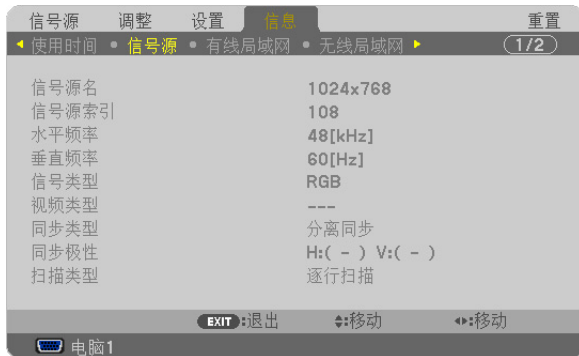 信号源 调整 设置 信息 重置
◀ 使用时间 • 信号源 • 有线局域网 • 无线局域网 ▶ 1/2
信号源名 1024x768
信号源索引 108
水平频率 48[kHz]
垂直频率 60[Hz]
信号类型 RGB
视频类型 ---
同步类型 分离同步
同步极性 H:( - ) V:( - )
扫描类型 逐行扫描
EXIT:退出 ◆:移动 ◀▶:移动
电脑1